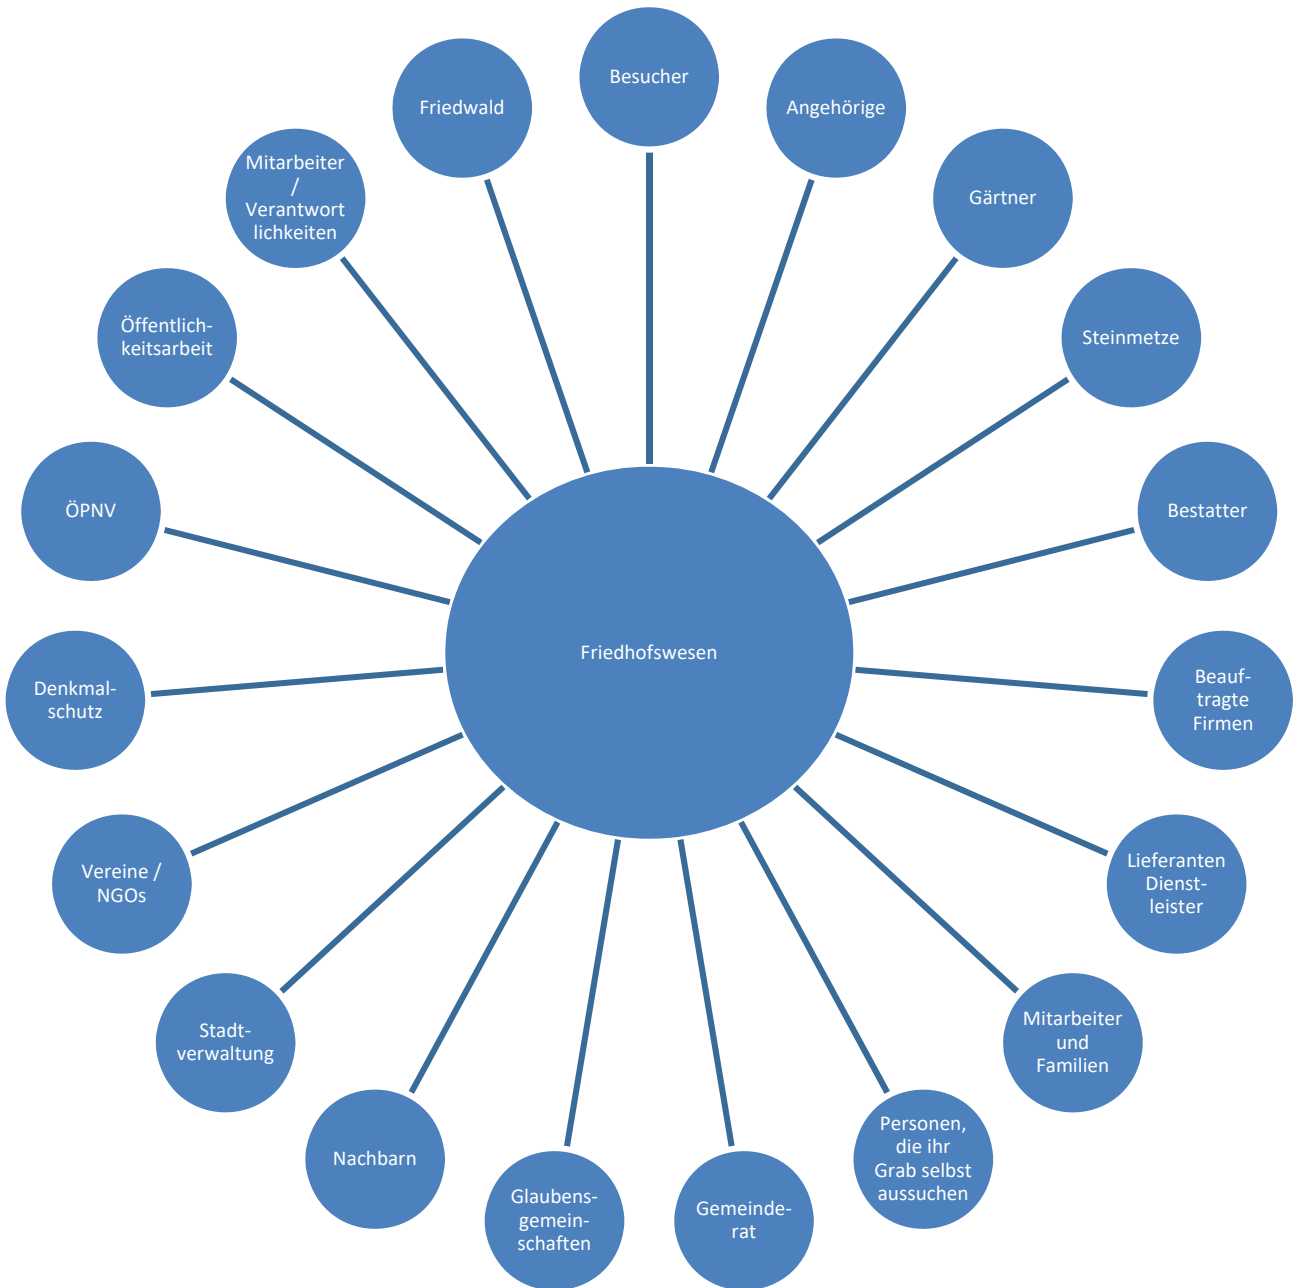 Besucher
Angehörige
Gärtner
Steinmetze
Bestatter
Beauf-
tragte
Firmen
Lieferanten
Dienst-
leister
Mitarbeiter
und
Familien
Personen,
die ihr
Grab selbst
aussuchen
Gemeinde-
rat
Glaubens-
gemein-
schaften
Nachbarn
Stadt-
verwaltung
Vereine /
NGOs
Denkmal-
schutz
ÖPNV
Öffentlich-
keitsarbeit
Mitarbeiter
/
Verantwort
lichkeiten
Friedwald
Friedhofswesen